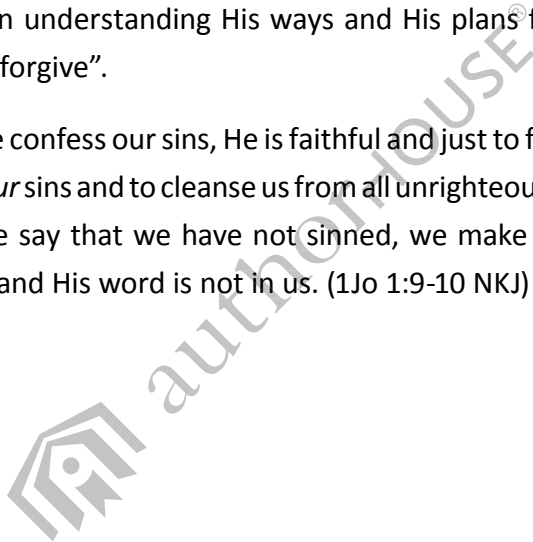 n understanding His ways and His plans f
forgive”.
e confess our sins, He is faithful and just to f
ur sins and to cleanse us from all unrighteou
e say that we have not sinned, we make
and His word is not in us. (1Jo 1:9-10 NKJ)
authorHOUSE®